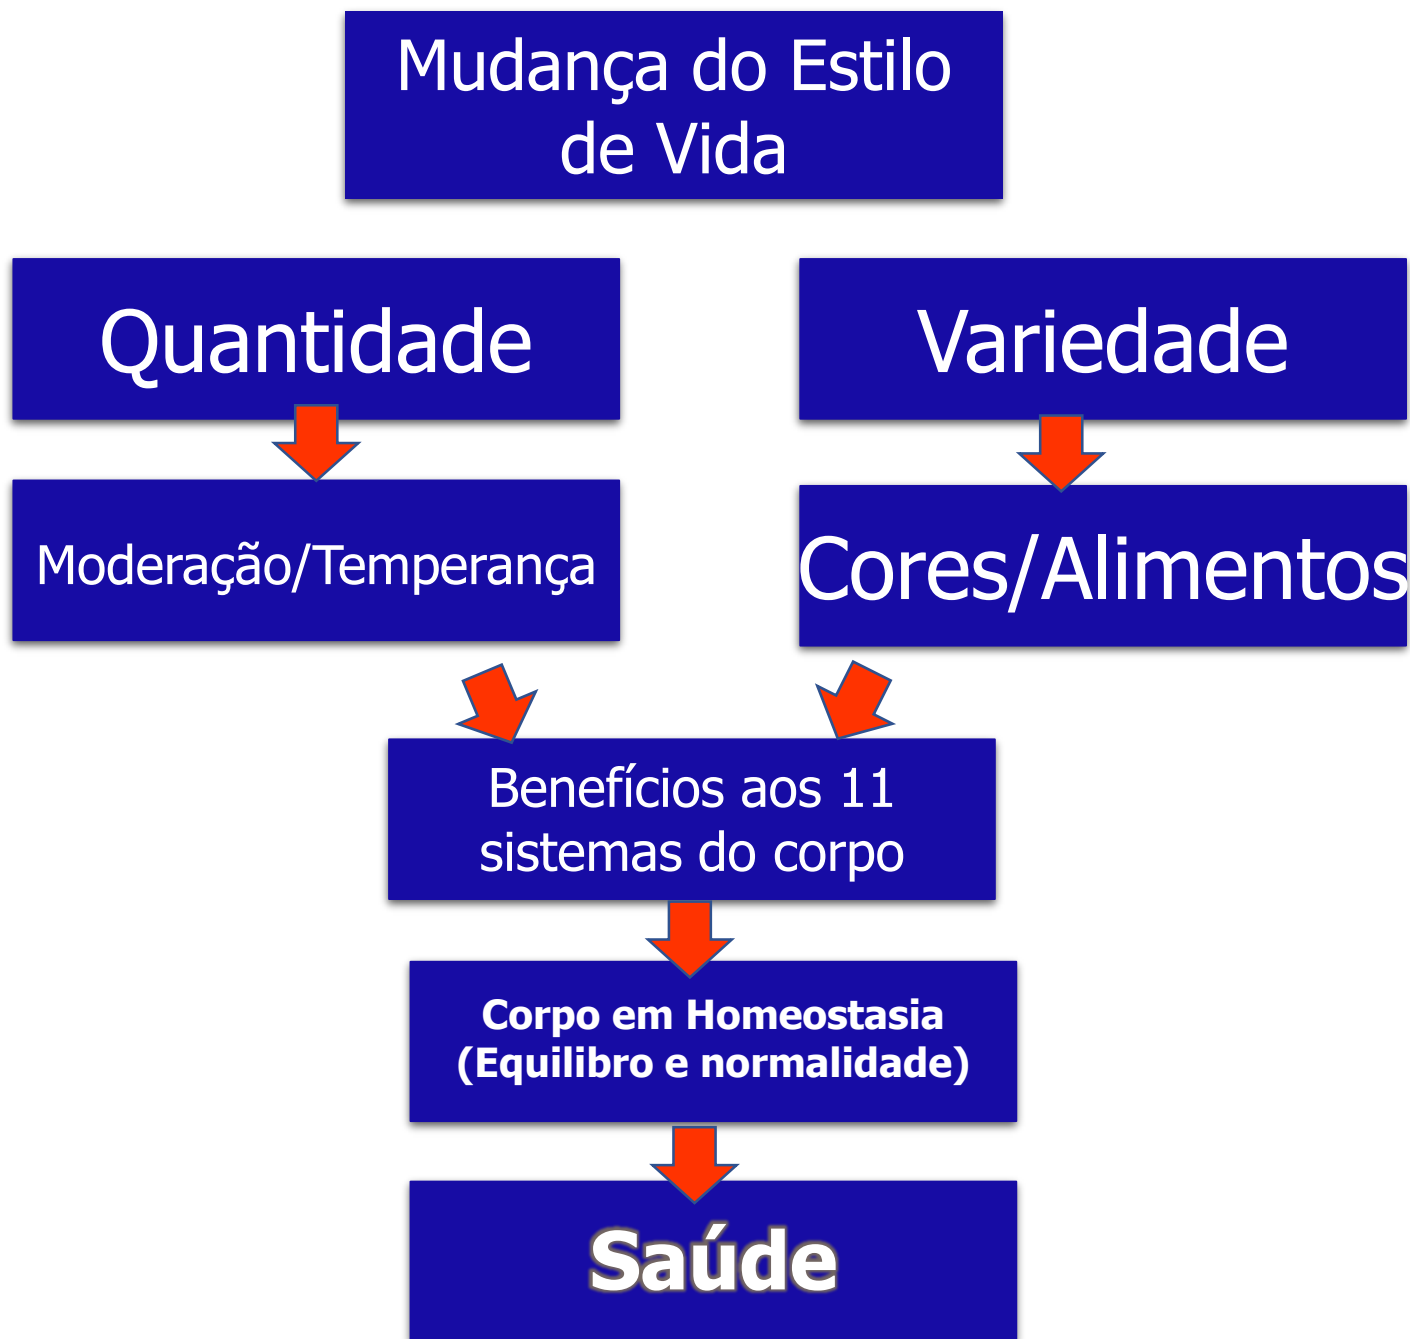 Mudança do Estilo
de Vida
Quantidade
Variedade
Moderação/Temperança
Cores/Alimentos
Benefícios aos 11
sistemas do corpo
Corpo em Homeostasia
(Equilibro e normalidade)
Saúde